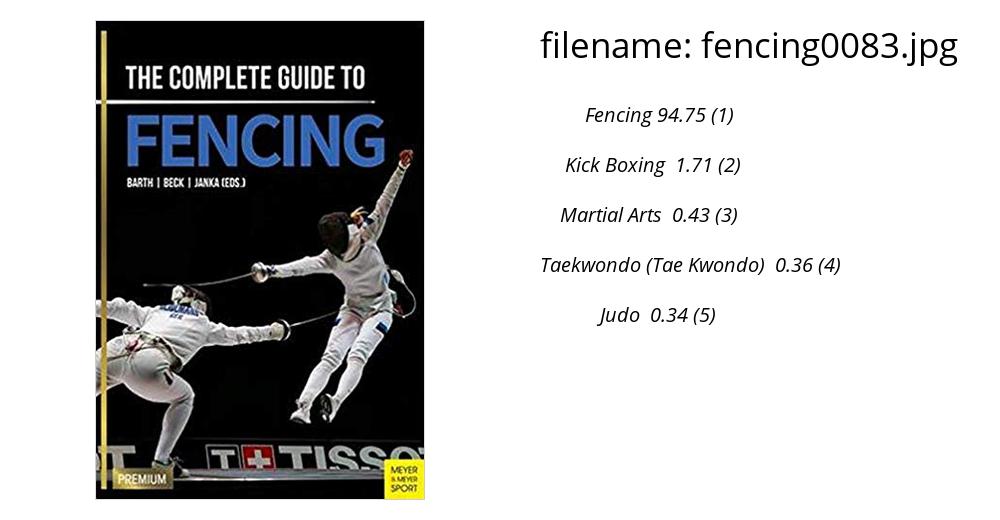 THE COMPLETE GUIDE TO
FENCING
BARTH | BECK | JANKA (EDS.)
TISSOT
PREMIUM
MEYER
& MEYER
SPORT
filename: fencing0083.jpg
Fencing 94.75 (1)
Kick Boxing 1.71 (2)
Martial Arts 0.43 (3)
Taekwondo (Tae Kwondo) 0.36 (4)
Judo 0.34 (5)